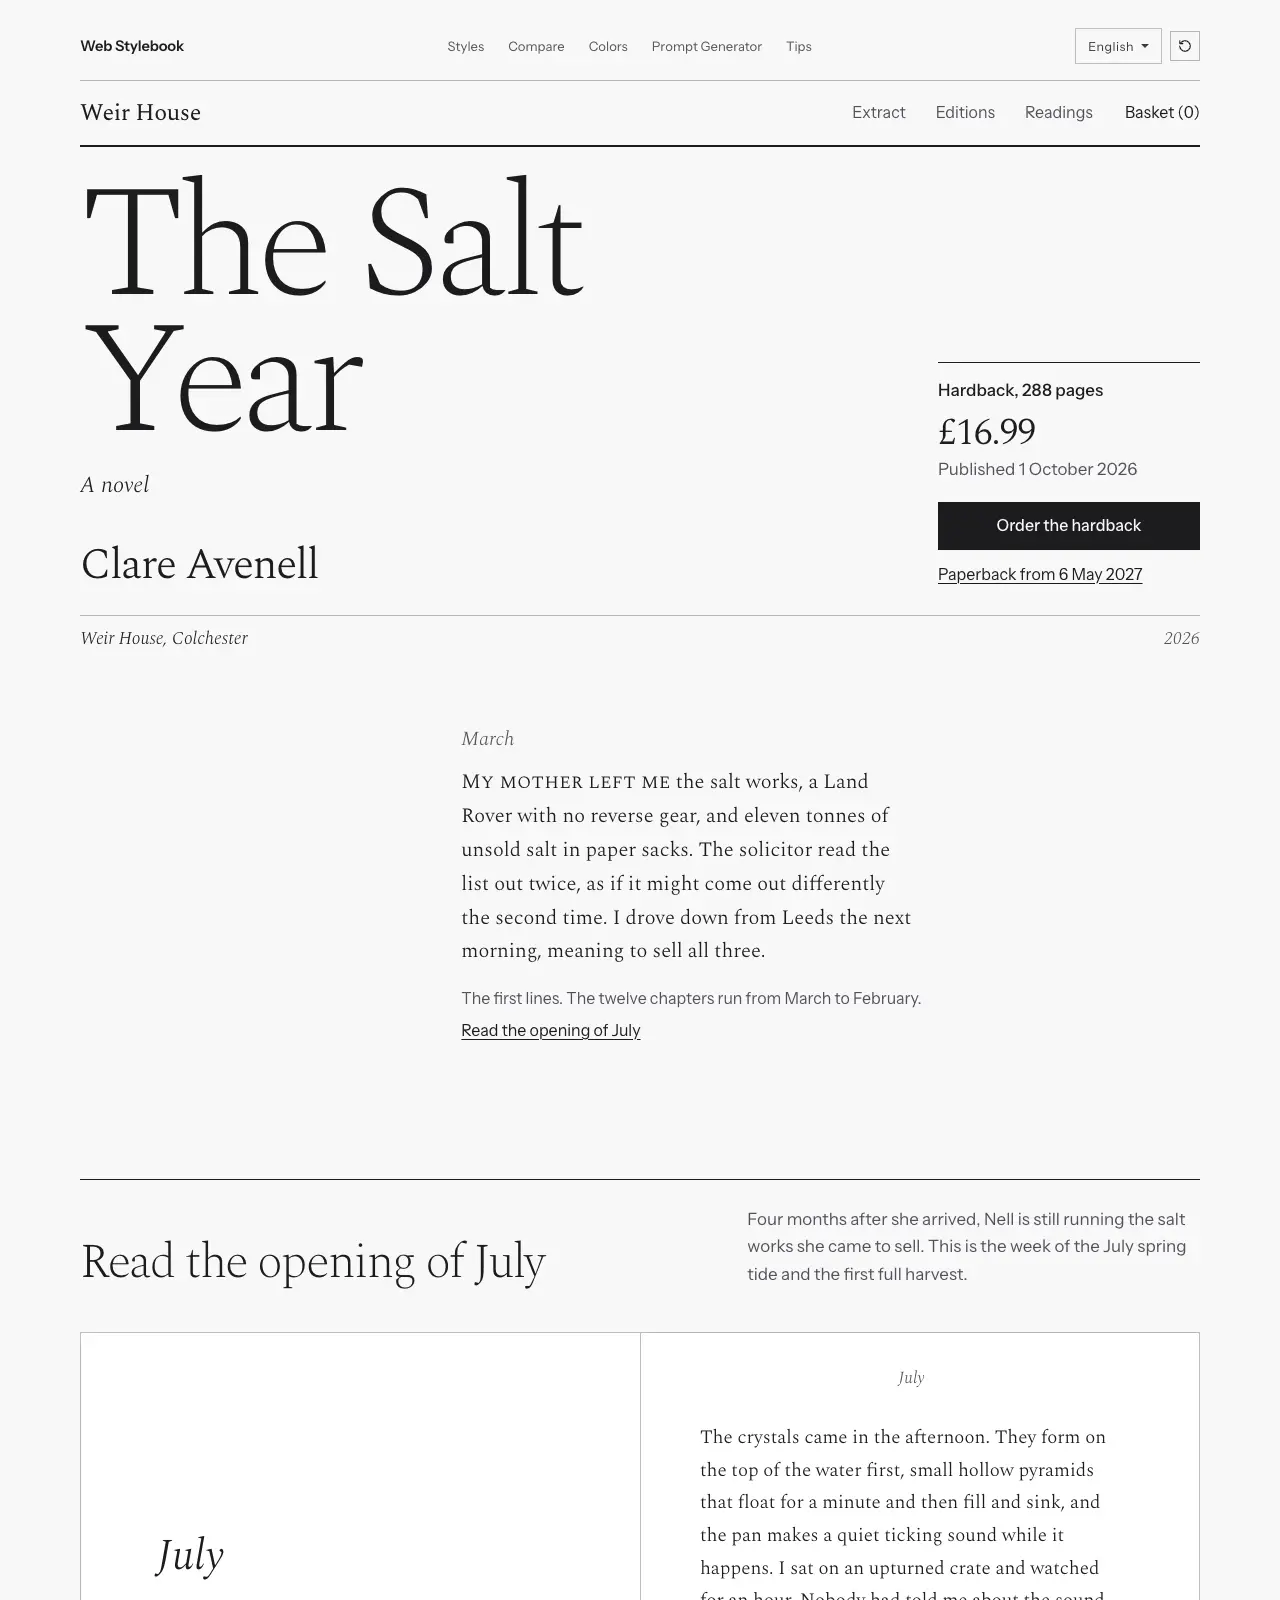 Web Stylebook
Styles Compare Colors Prompt Generator Tips
English
Weir House
Extract Editions Readings Basket (0)
The Salt
Year
A novel
Clare Avenell
Hardback, 288 pages
£16.99
Published 1 October 2026
Order the hardback
Paperback from 6 May 2027
Weir House, Colchester
2026
March
MY MOTHER LEFT ME the salt works, a Land
Rover with no reverse gear, and eleven tonnes of
unsold salt in paper sacks. The solicitor read the
list out twice, as if it might come out differently
the second time. I drove down from Leeds the next
morning, meaning to sell all three.
The first lines. The twelve chapters run from March to February.
Read the opening of July
Read the opening of July
Four months after she arrived, Nell is still running the salt
works she came to sell. This is the week of the July spring
tide and the first full harvest.
July
July
The crystals came in the afternoon. They form on
the top of the water first, small hollow pyramids
that float for a minute and then fill and sink, and
the pan makes a quiet ticking sound while it
happens. I sat on an upturned crate and watched
for an hour. Nobody had told me about the sound